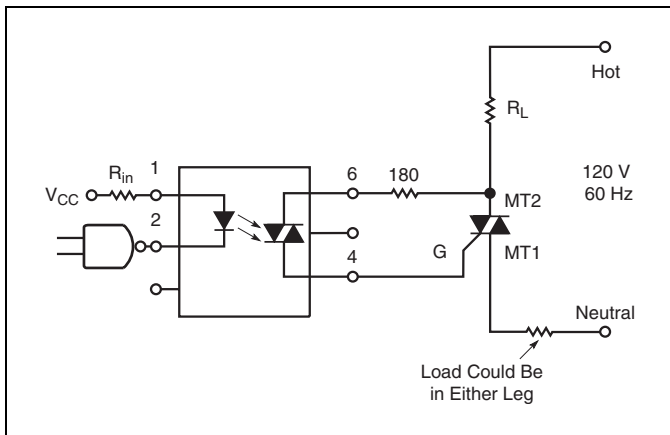 Hot
R_L
R_in
1
6
180
120 V
60 Hz
V_CC
MT2
2
4
G
MT1
Neutral
Load Could Be
in Either Leg